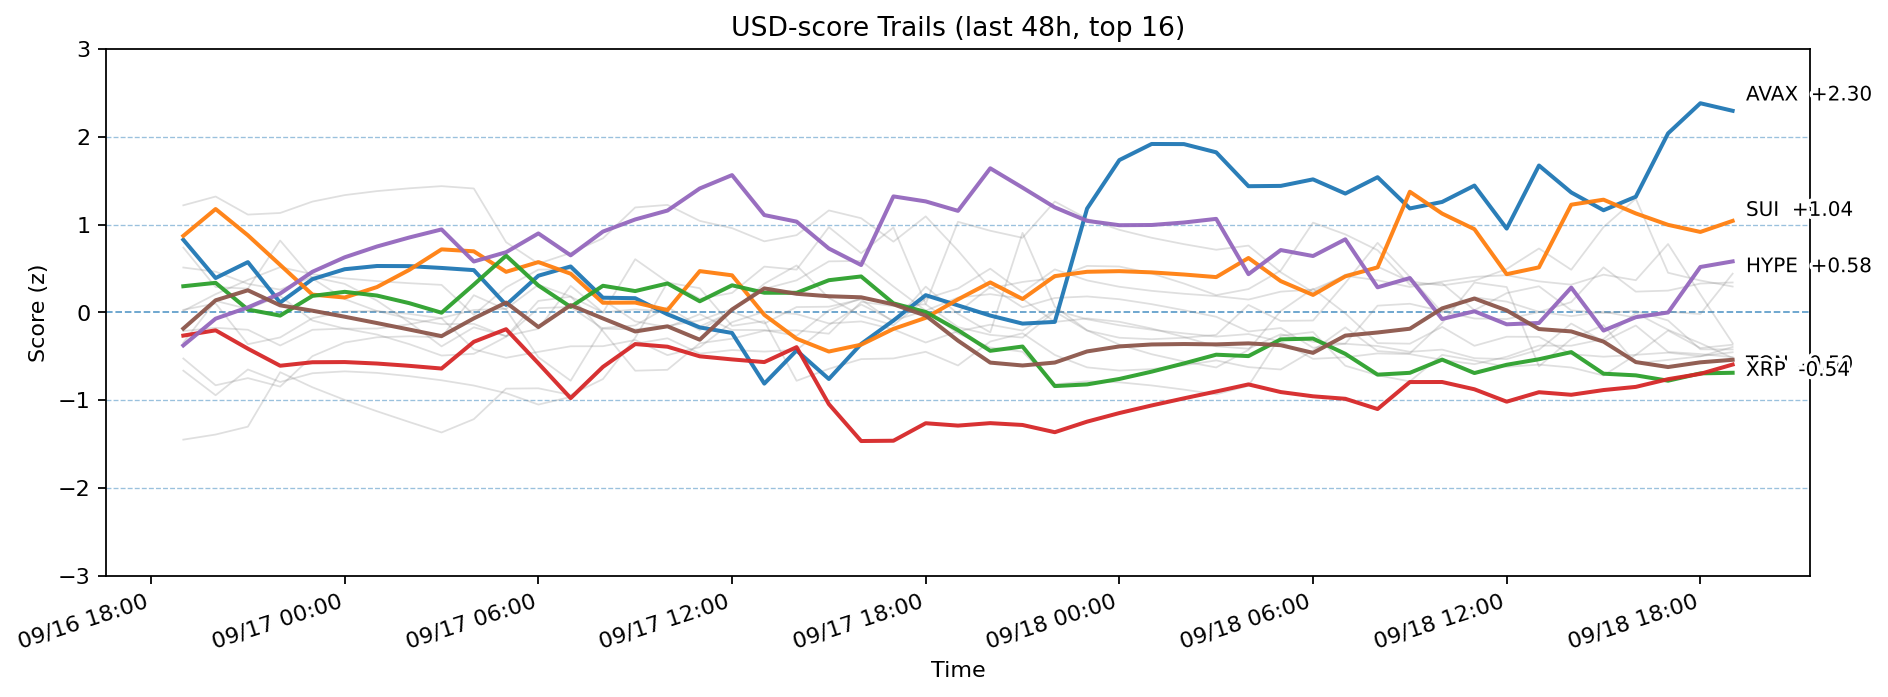 USD-score Trails (last 48h, top 16)
3
2
1
0
−1
−2
−3
Score (z)
AVAX +2.30
SUI +1.04
HYPE +0.58
XRP -0.54
09/16 18:00
09/17 00:00
09/17 06:00
09/17 12:00
09/17 18:00
09/18 00:00
09/18 06:00
09/18 12:00
09/18 18:00
Time